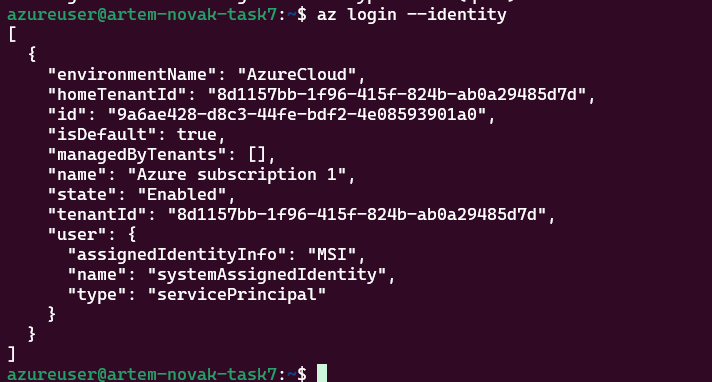 azureuser@artem-novak-task7:~$ az login --identity
[
  {
    "environmentName": "AzureCloud",
    "homeTenantId": "8d1157bb-1f96-415f-824b-ab0a29485d7d",
    "id": "9a6ae428-d8c3-44fe-bdf2-4e08593901a0",
    "isDefault": true,
    "managedByTenants": [],
    "name": "Azure subscription 1",
    "state": "Enabled",
    "tenantId": "8d1157bb-1f96-415f-824b-ab0a29485d7d",
    "user": {
      "assignedIdentityInfo": "MSI",
      "name": "systemAssignedIdentity",
      "type": "servicePrincipal"
    }
  }
]
azureuser@artem-novak-task7:~$